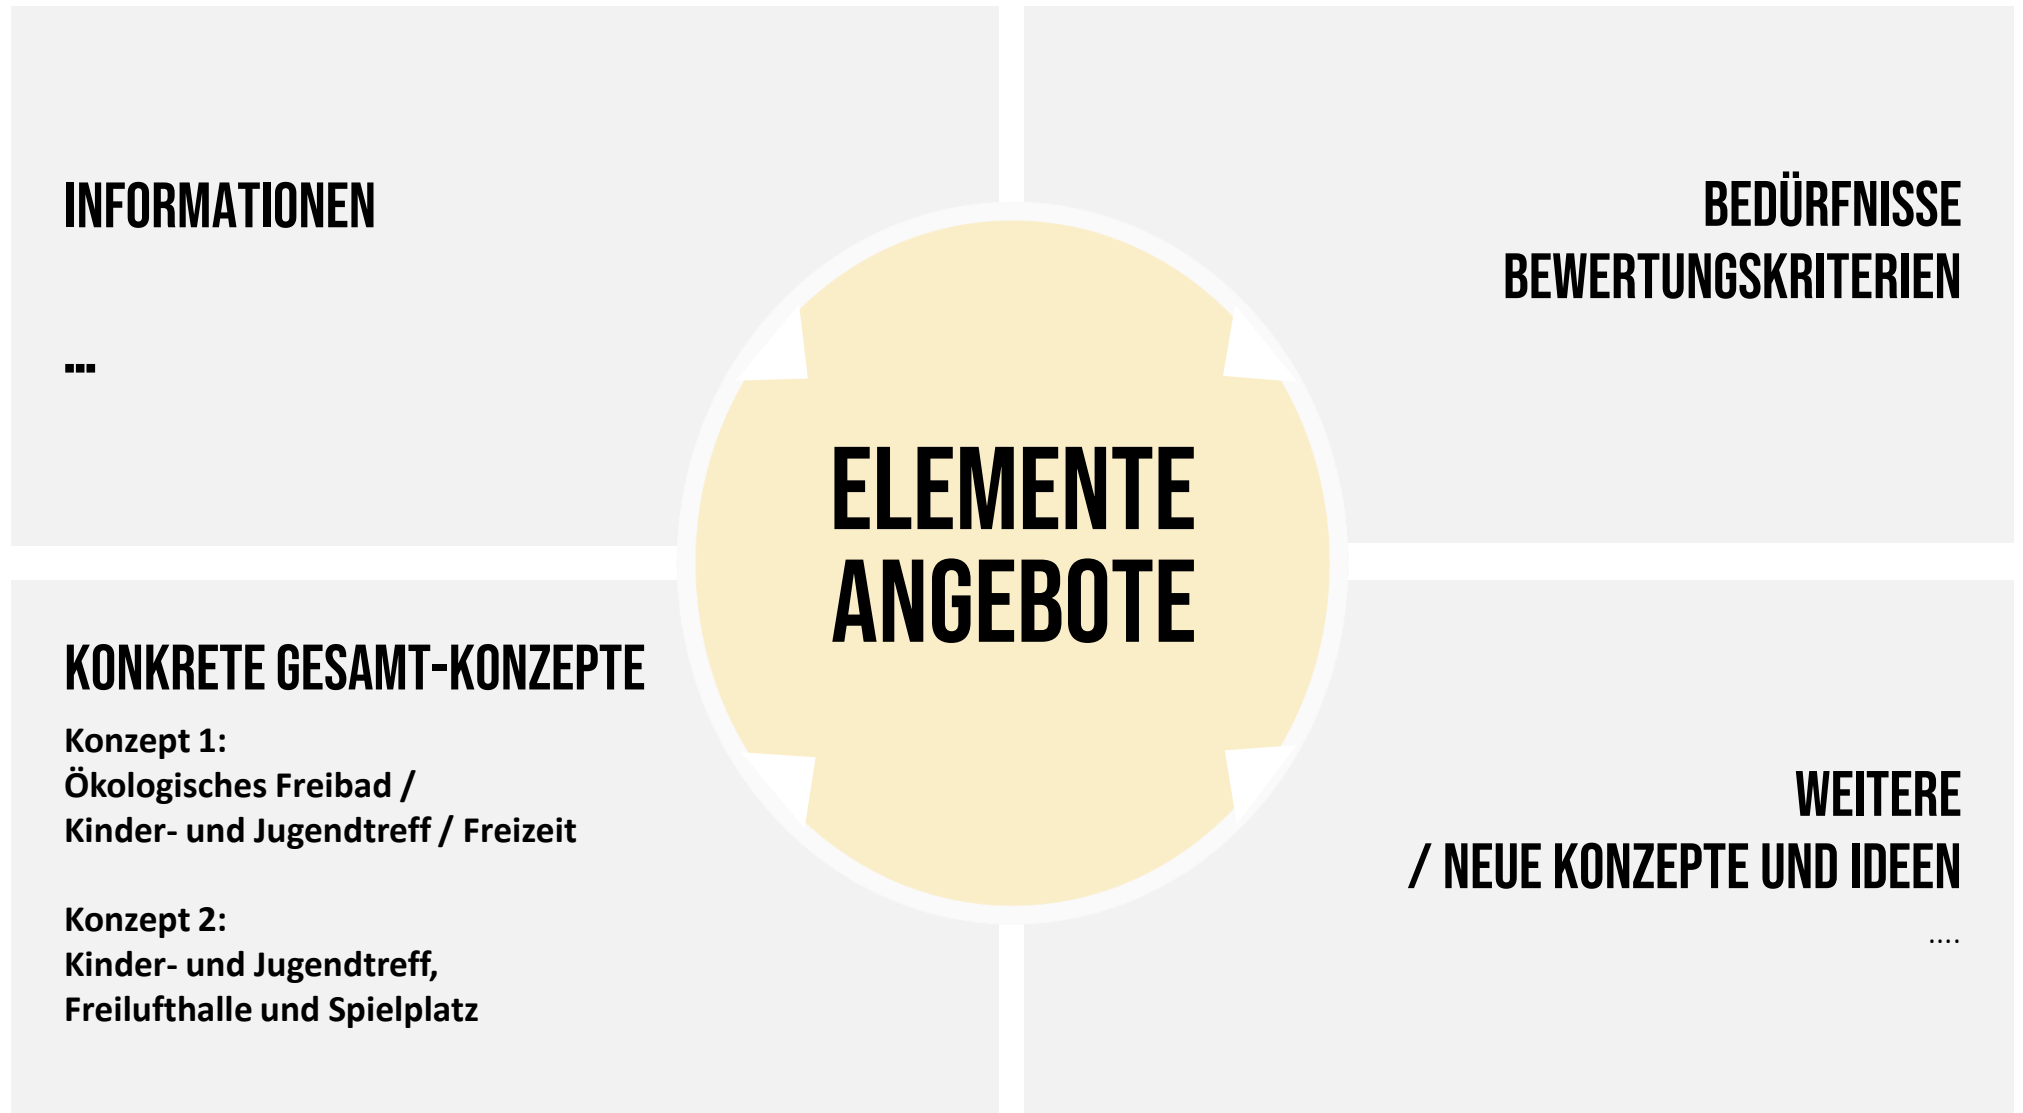 INFORMATIONEN
...
BEDÜRFNISSE
BEWERTUNGSKRITERIEN
ELEMENTE
ANGEBOTE
KONKRETE GESAMT-KONZEPTE
Konzept 1:
Ökologisches Freibad /
Kinder- und Jugendtreff / Freizeit
Konzept 2:
Kinder- und Jugendtreff,
Freilufthalle und Spielplatz
WEITERE
/ NEUE KONZEPTE UND IDEEN
....